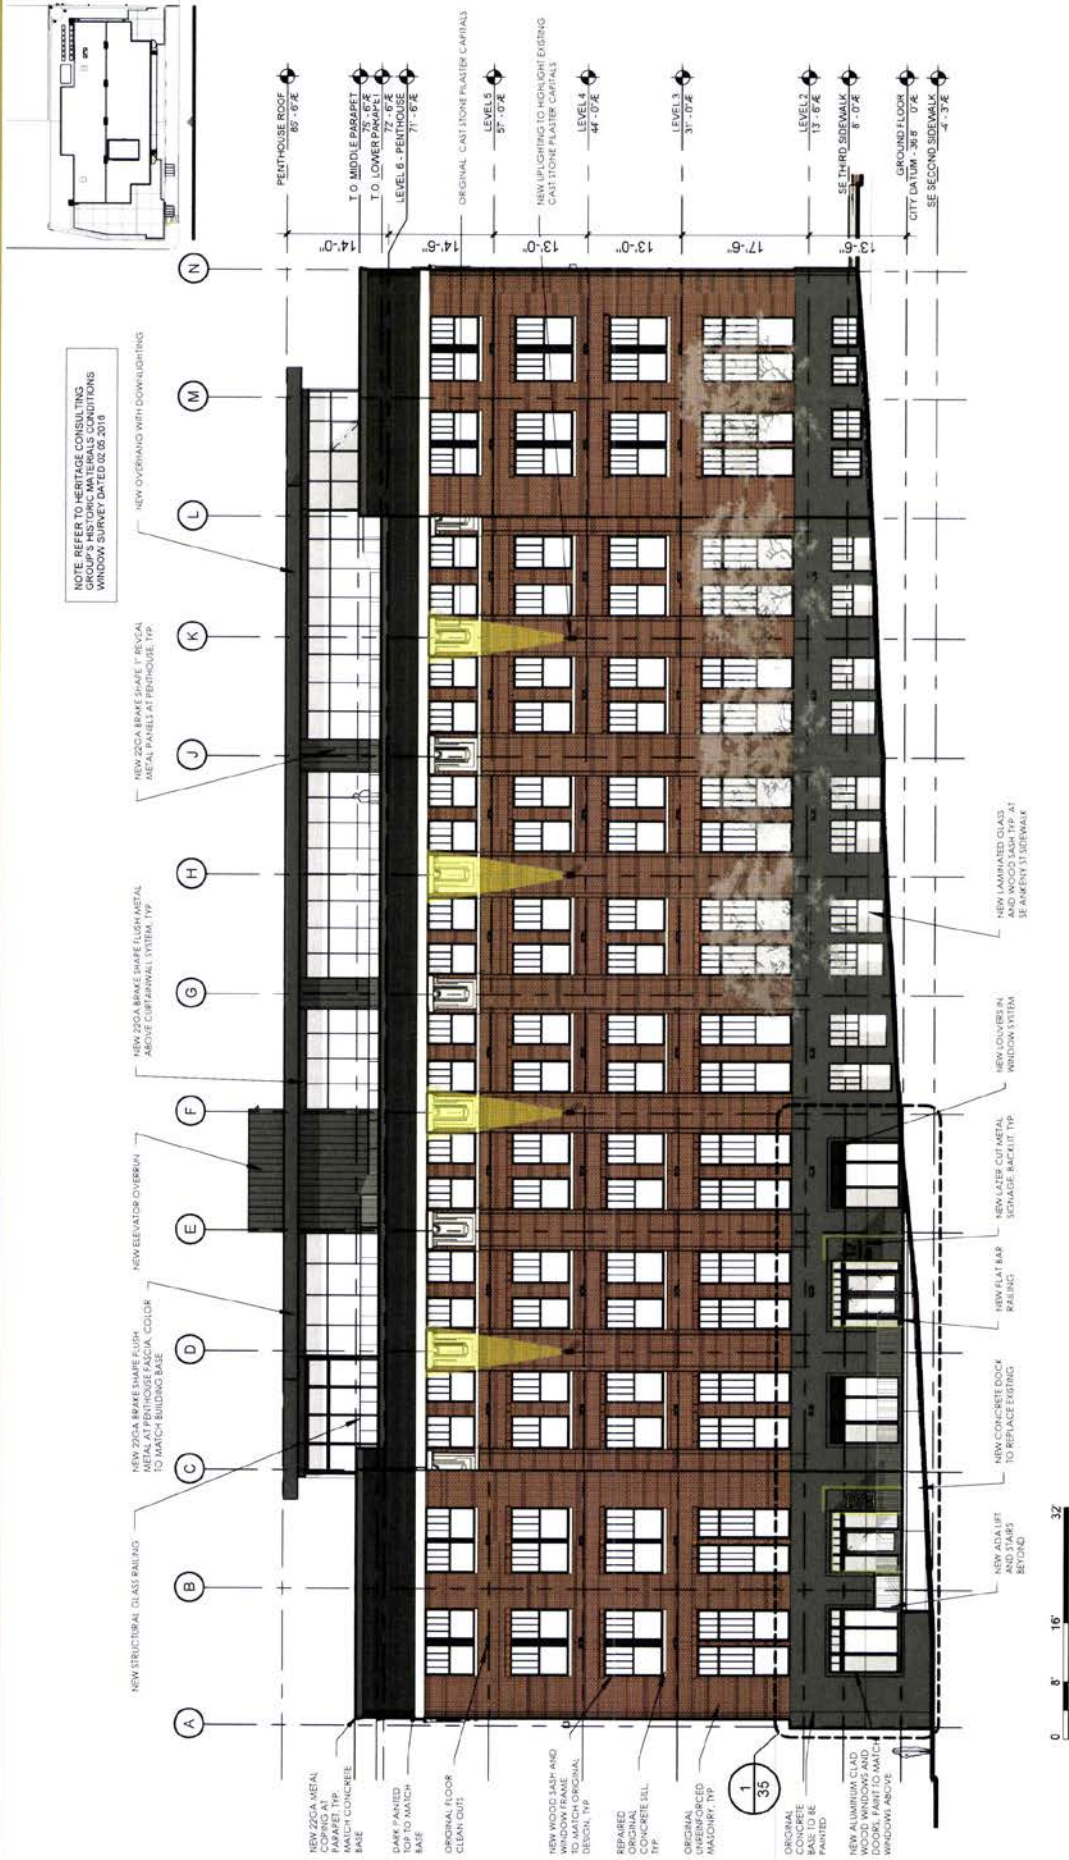 NOTE: REFER TO HERITAGE CONSULTING
GROUP'S HISTORIC MATERIALS CONDITIONS
WINDOW SURVEY DATED 02.05.2016
NEW STRUCTURAL GLASS RAILING
NEW 22GA BRAKE SHAPE FLUSH
METAL AT PENTHOUSE FASCIA, COLOR
TO MATCH BUILDING BASE
NEW ELEVATOR OVERRUN
NEW 22GA BRAKE SHAPE FLUSH METAL
ABOVE CURTAINWALL SYSTEM, TYP.
NEW 22GA BRAKE SHAPE 1" REVEAL
METAL PANELS AT PENTHOUSE, TYP.
NEW OVERHANG WITH DOWNLIGHTING
A
B
C
D
E
F
G
H
J
K
L
M
N
PENTHOUSE ROOF
85' - 6"Æ
T.O. MIDDLE PARAPET
75' - 6"Æ
T.O. LOWER PARAPET
72' - 6"Æ
LEVEL 6 - PENTHOUSE
71' - 6"Æ
ORIGINAL CAST STONE PILASTER CAPITALS
LEVEL 5
57' - 0"Æ
NEW UPLIGHTING TO HIGHLIGHT EXISTING
CAST STONE PLASTER CAPITALS
LEVEL 4
44' - 0"Æ
LEVEL 3
31' - 0"Æ
LEVEL 2
13' - 6"Æ
SE THIRD SIDEWALK
8' - 0"Æ
GROUND FLOOR
0"Æ
CITY DATUM - 36.8'
SE SECOND SIDEWALK
-4' - 3"Æ
14'-0"
14'-6"
13'-0"
13'-0"
17'-6"
13'-6"
NEW 22GA METAL
COPING AT
PARAPET, TYP.
MATCH CONCRETE
BASE
DARK PAINTED
TOP TO MATCH
BASE
ORIGINAL FLOOR
CLEAN OUTS
NEW WOOD SASH AND
WINDOW FRAME
TO MATCH ORIGINAL
DESIGN, TYP
REPAIRED
ORIGINAL
CONCRETE SILL,
TYP.
ORIGINAL
UNREINFORCED
MASONRY, TYP
1
35
ORIGINAL
CONCRETE
BASE TO BE
PAINTED
NEW ALUMINUM CLAD
WOOD WINDOWS AND
DOORS, PAINT TO MATCH
WINDOWS ABOVE
NEW ADA LIFT
AND STAIRS
BEYOND
NEW CONCRETE DOCK
TO REPLACE EXISTING
NEW FLAT BAR
RAILING
NEW LAZER CUT METAL
SIGNAGE, BACKLIT, TYP
NEW LOUVERS IN
WINDOW SYSTEM
NEW LAMINATED GLASS
AND WOOD SASH TYP. AT
SE ANKENY ST SIDEWALK
0
8'
16'
32'